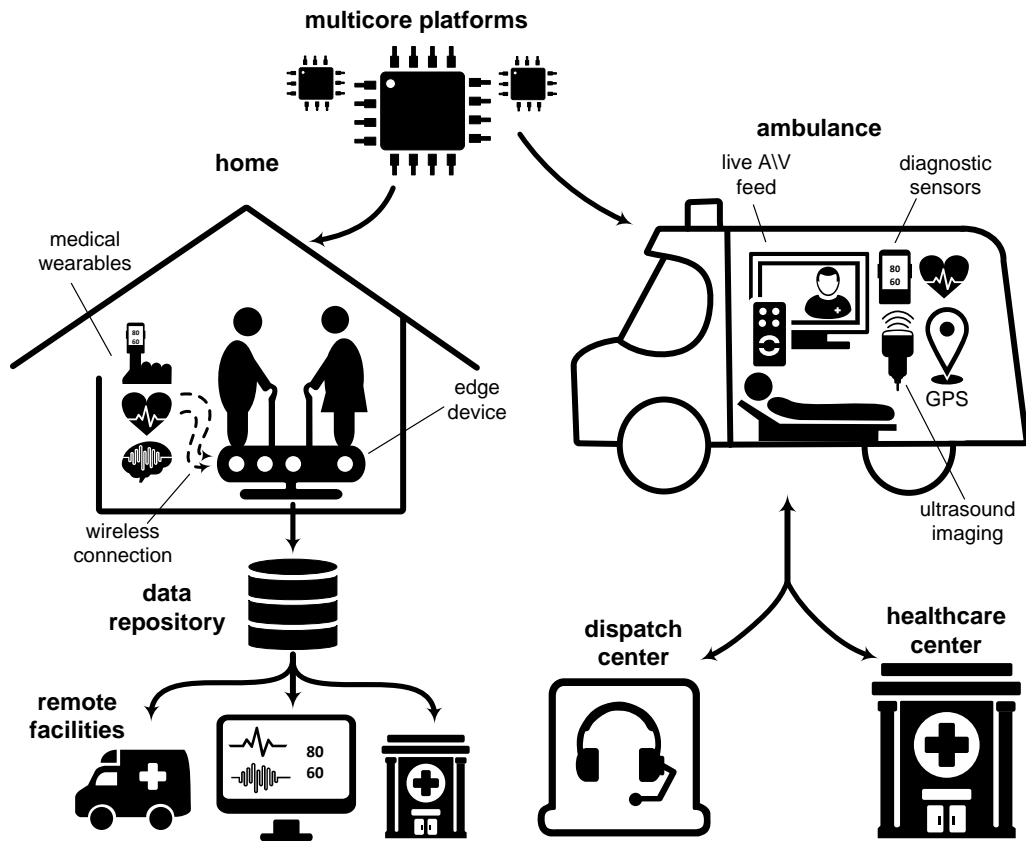 multicore platforms
home
ambulance
live A\V
feed
diagnostic
sensors
medical
wearables
80
60
80
60
edge
device
GPS
wireless
connection
ultrasound
imaging
data
repository
dispatch
center
healthcare
center
remote
facilities
80
60